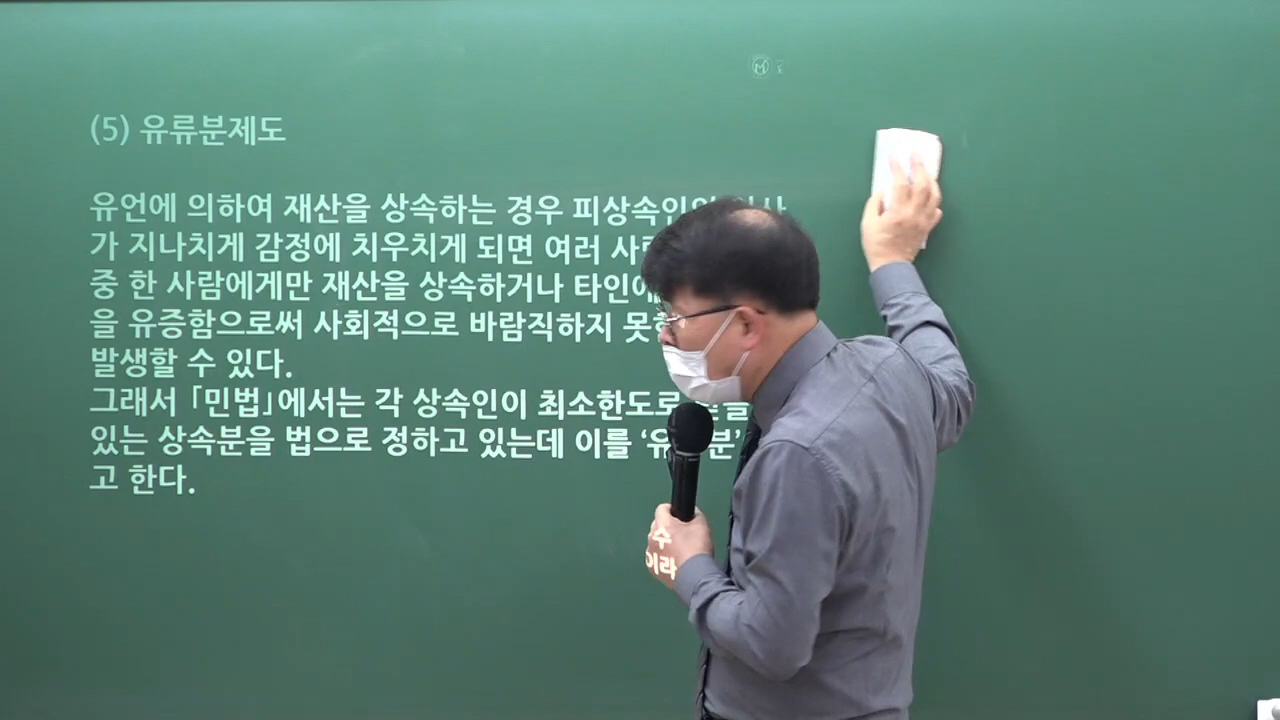 (5) 유류분제도
유언에 의하여 재산을 상속하는 경우 피상속인의
가 지나치게 감정에 치우치게 되면 여러
중 한 사람에게만 재산을 상속하거나
을 유증함으로써 사회적으로 바람직하지
발생할 수 있다.
그래서 「민법」에서는 각 상속인이 최소한도로
있는 상속분을 법으로 정하고 있는데 이를
고 한다.
수
이라